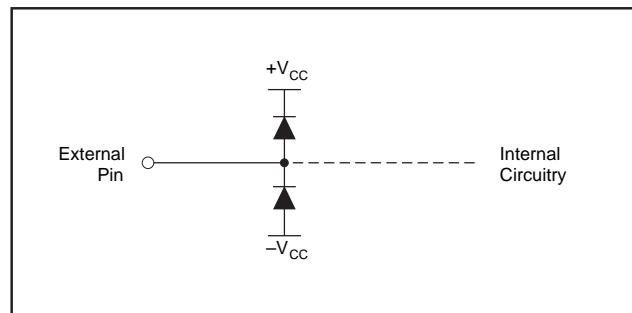 +VCC
External
Pin
Internal
Circuitry
–VCC